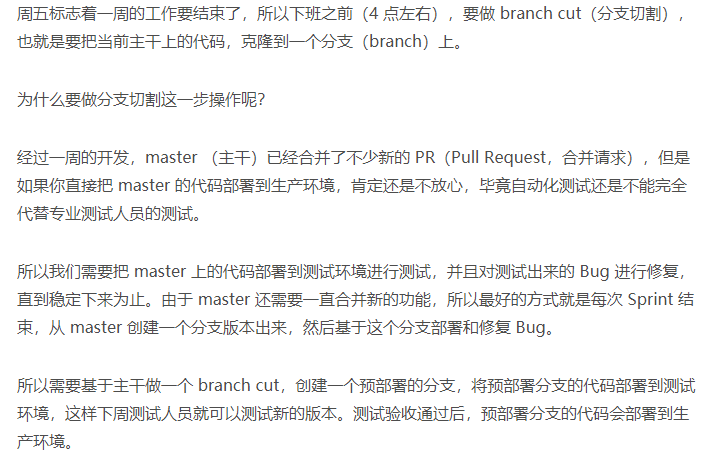 周五标志着一周的工作要结束了，所以下班之前（4 点左右），要做 branch cut（分支切割），
也就是要把当前主干上的代码，克隆到一个分支（branch）上。
为什么要做分支切割这一步操作呢？
经过一周的开发，master （主干）已经合并了不少新的 PR（Pull Request，合并请求），但是
如果你直接把 master 的代码部署到生产环境，肯定还是不放心，毕竟自动化测试还是不能完全
代替专业测试人员的测试。
所以我们需要把 master 上的代码部署到测试环境进行测试，并且对测试出来的 Bug 进行修复，
直到稳定下来为止。由于 master 还需要一直合并新的功能，所以最好的方式就是每次 Sprint 结
束，从 master 创建一个分支版本出来，然后基于这个分支部署和修复 Bug。
所以需要基于主干做一个 branch cut，创建一个预部署的分支，将预部署分支的代码部署到测试
环境，这样下周测试人员就可以测试新的版本。测试验收通过后，预部署分支的代码会部署到生
产环境。